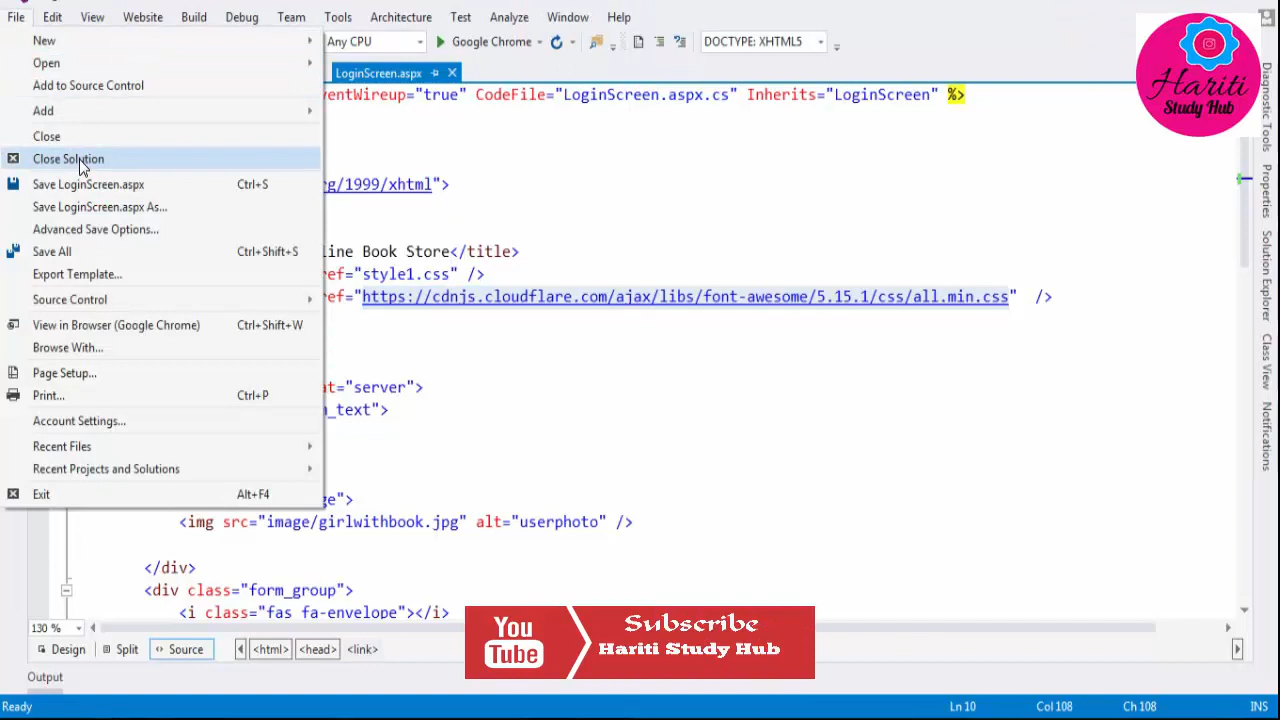 File Edit View Website Build Debug Team Tools Architecture Test Analyze Window Help
Any CPU Google Chrome DOCTYPE: XHTML5
LoginScreen.aspx
ventWireup="true" CodeFile="LoginScreen.aspx.cs" Inherits="LoginScreen" %>
New
Open
Add to Source Control
Add
Close
Close Solution
Save LoginScreen.aspx Ctrl+S
Save LoginScreen.aspx As...
Advanced Save Options...
Save All Ctrl+Shift+S
Export Template...
Source Control
View in Browser (Google Chrome) Ctrl+Shift+W
Browse With...
Page Setup...
Print... Ctrl+P
Account Settings...
Recent Files
Recent Projects and Solutions
Exit Alt+F4
rg/1999/xhtml">
line Book Store</title>
ref="style1.css" />
ref="https://cdnjs.cloudflare.com/ajax/libs/font-awesome/5.15.1/css/all.min.css" />
at="server">
m_text">
ge">
<img src="image/girlwithbook.jpg" alt="userphoto" />
</div>
<div class="form_group">
<i class="fas fa-envelope"></i>
130 %
Design Split Source <html> <head> <link>
Output
Ready Ln 10 Col 108 Ch 108 INS
Diagnostic Tools
Properties
Solution Explorer
Class View
Notifications
Hariti
Study Hub
You
Tube
Subscribe
Hariti Study Hub